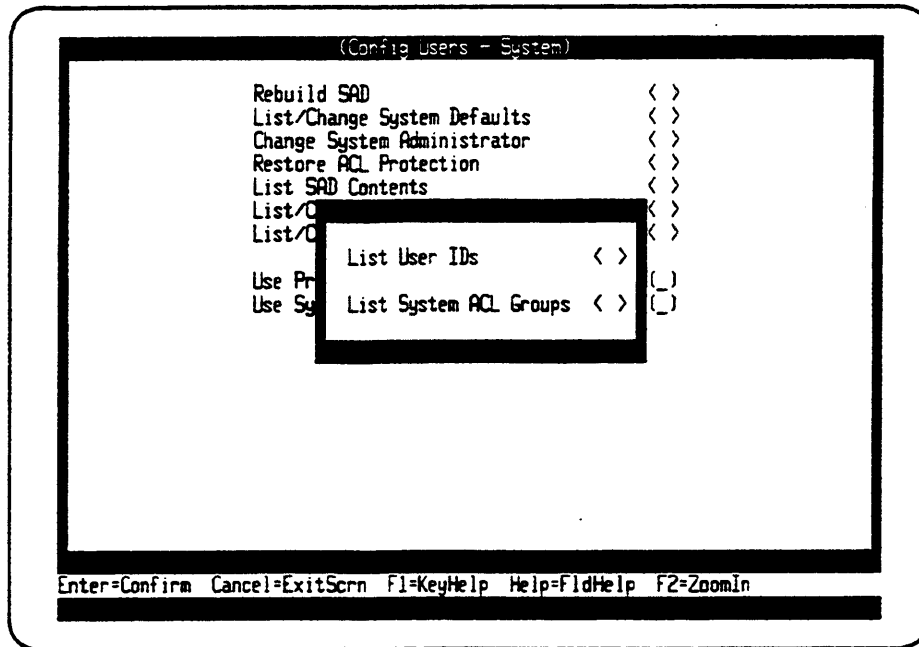 (Config Users - System)
Rebuild SAD < >
List/Change System Defaults < >
Change System Administrator < >
Restore ACL Protection < >
List SAD Contents < >
List/C < >
List/C < >
List User IDs < >
Use Pr (_)
List System ACL Groups < >
Use Sy (_)
Enter=Confirm Cancel=ExitScrn F1=KeyHelp Help=FldHelp F2=ZoomIn